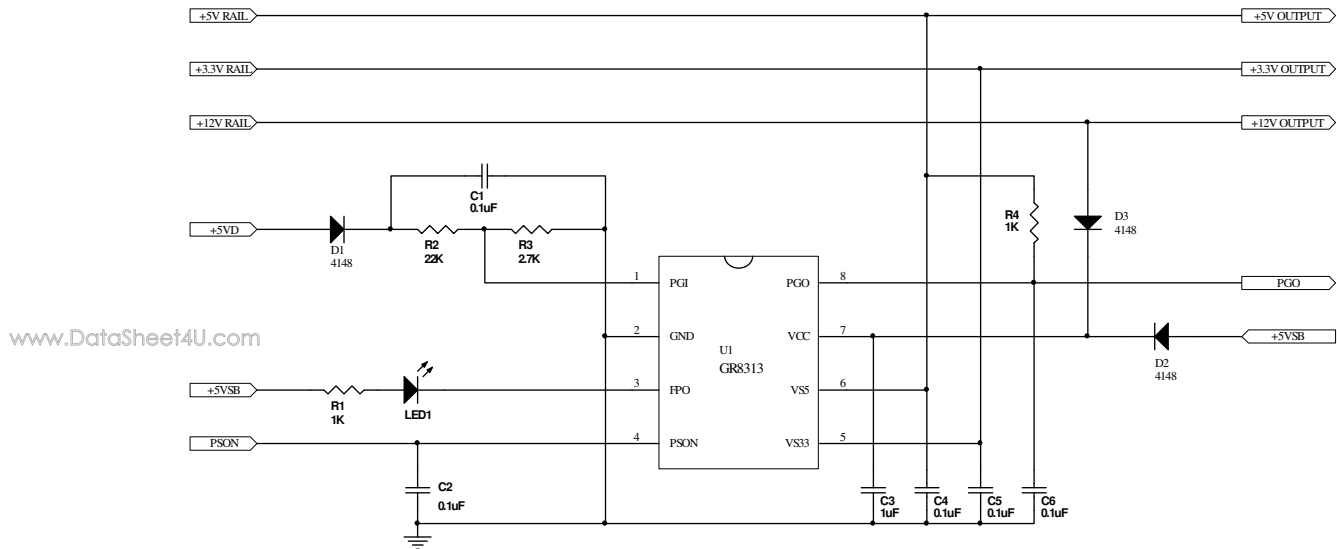 +5V RAIL
+5V OUTPUT
+3.3V RAIL
+3.3V OUTPUT
+12V RAIL
+12V OUTPUT
C1
0.1uF
+5VD
D1
4148
R2
22K
R3
2.7K
R4
1K
D3
4148
1
PGI
PGO
8
PGO
www.DataSheet4U.com
2
GND
VCC
7
+5VSB
U1
GR8313
D2
4148
+5VSB
R1
1K
LED1
3
FPO
VS5
6
PSON
4
PSON
VS33
5
C2
0.1uF
C3
1uF
C4
0.1uF
C5
0.1uF
C6
0.1uF